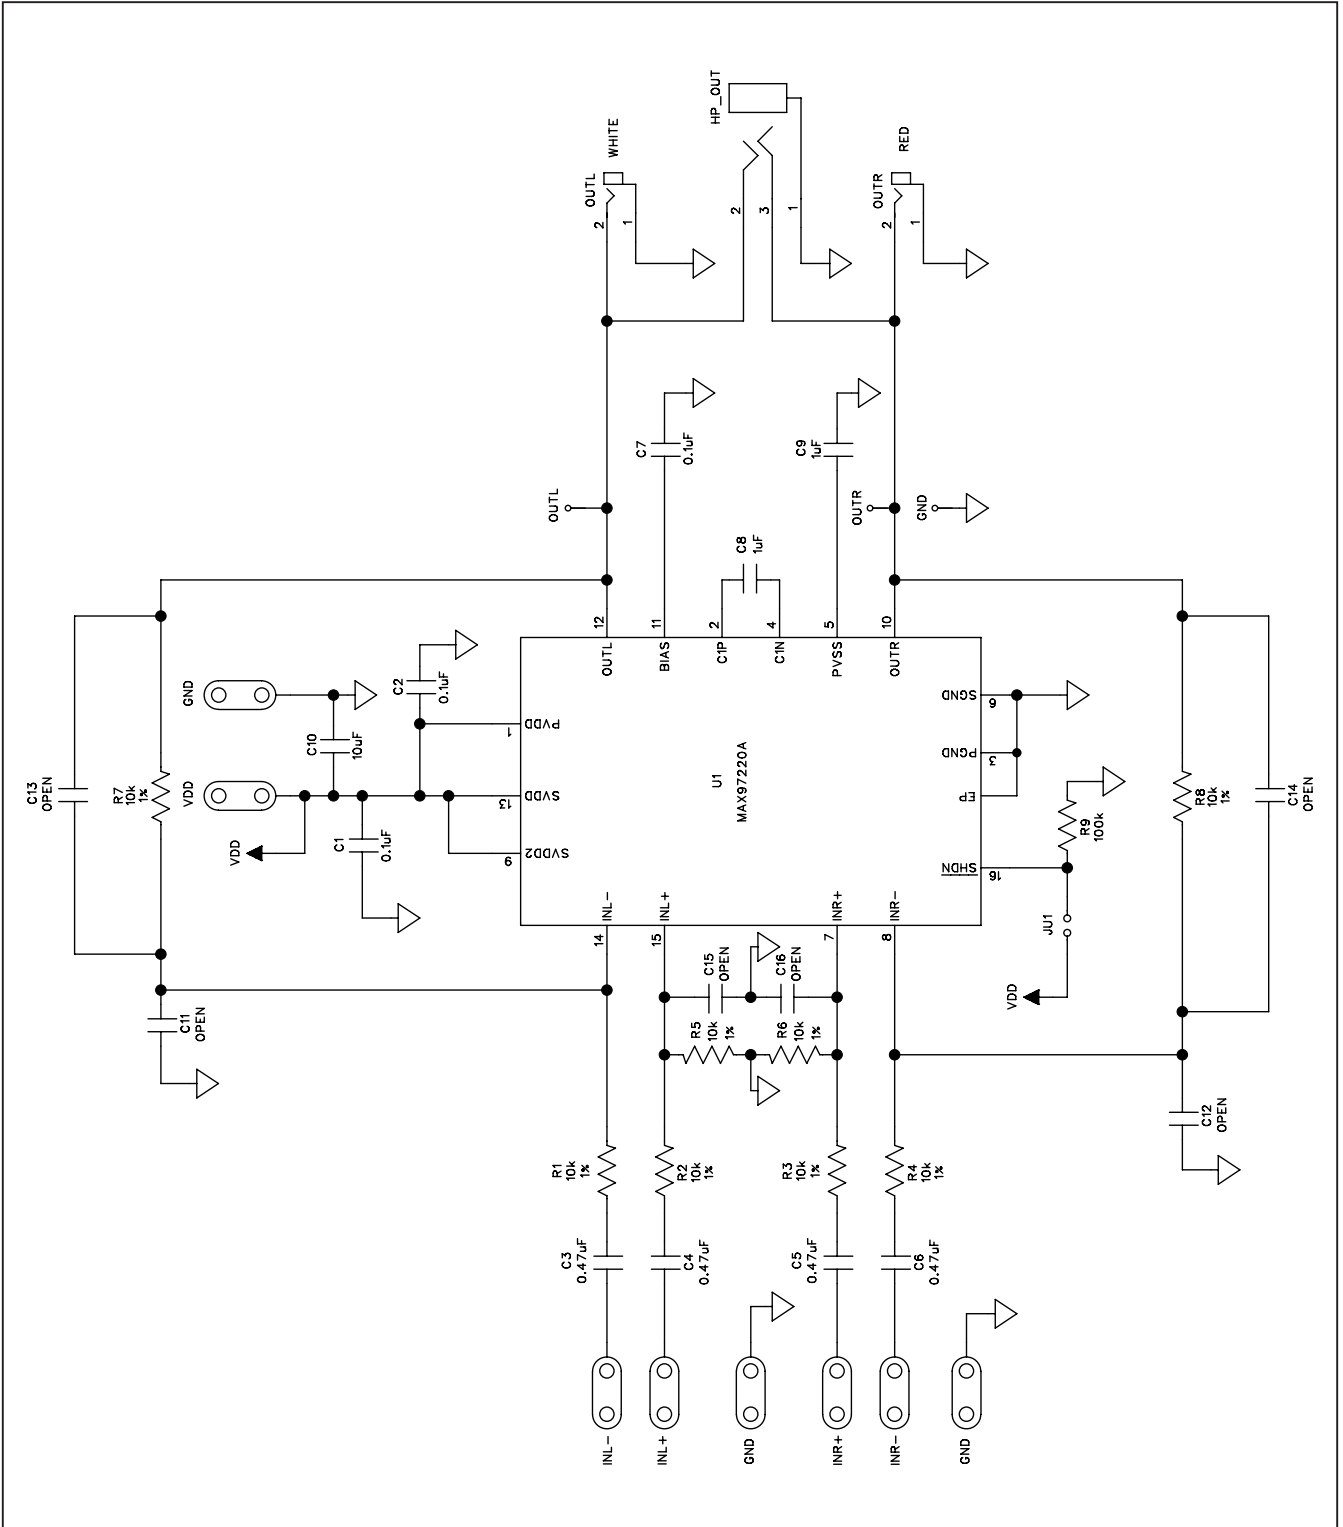 HP_OUT
WHITE
OUTL
2
1
2
3
1
RED
OUTR
2
1
C7
0.1uF
C9
1uF
OUTL
OUTR
GND
C8
1uF
C13
OPEN
R7
10k
1%
GND
VDD
C10
10uF
VDD
C1
0.1uF
C2
0.1uF
12
11
2
4
5
10
OUTL
BIAS
C1P
C1N
PVSS
OUTR
1
PVDD
13
SVDD
9
SVDD2
U1
MAX97220A
SGND
6
PGND
3
EP
SHDN
16
R9
100k
JU1
VDD
R8
10k
1%
C14
OPEN
INL-
INL+
INR+
INR-
14
15
7
8
C11
OPEN
C15
OPEN
C16
OPEN
R5
10k
1%
R6
10k
1%
C12
OPEN
R1
10k
1%
R2
10k
1%
R3
10k
1%
R4
10k
1%
C3
0.47uF
C4
0.47uF
C5
0.47uF
C6
0.47uF
INL-
INL+
GND
INR+
INR-
GND